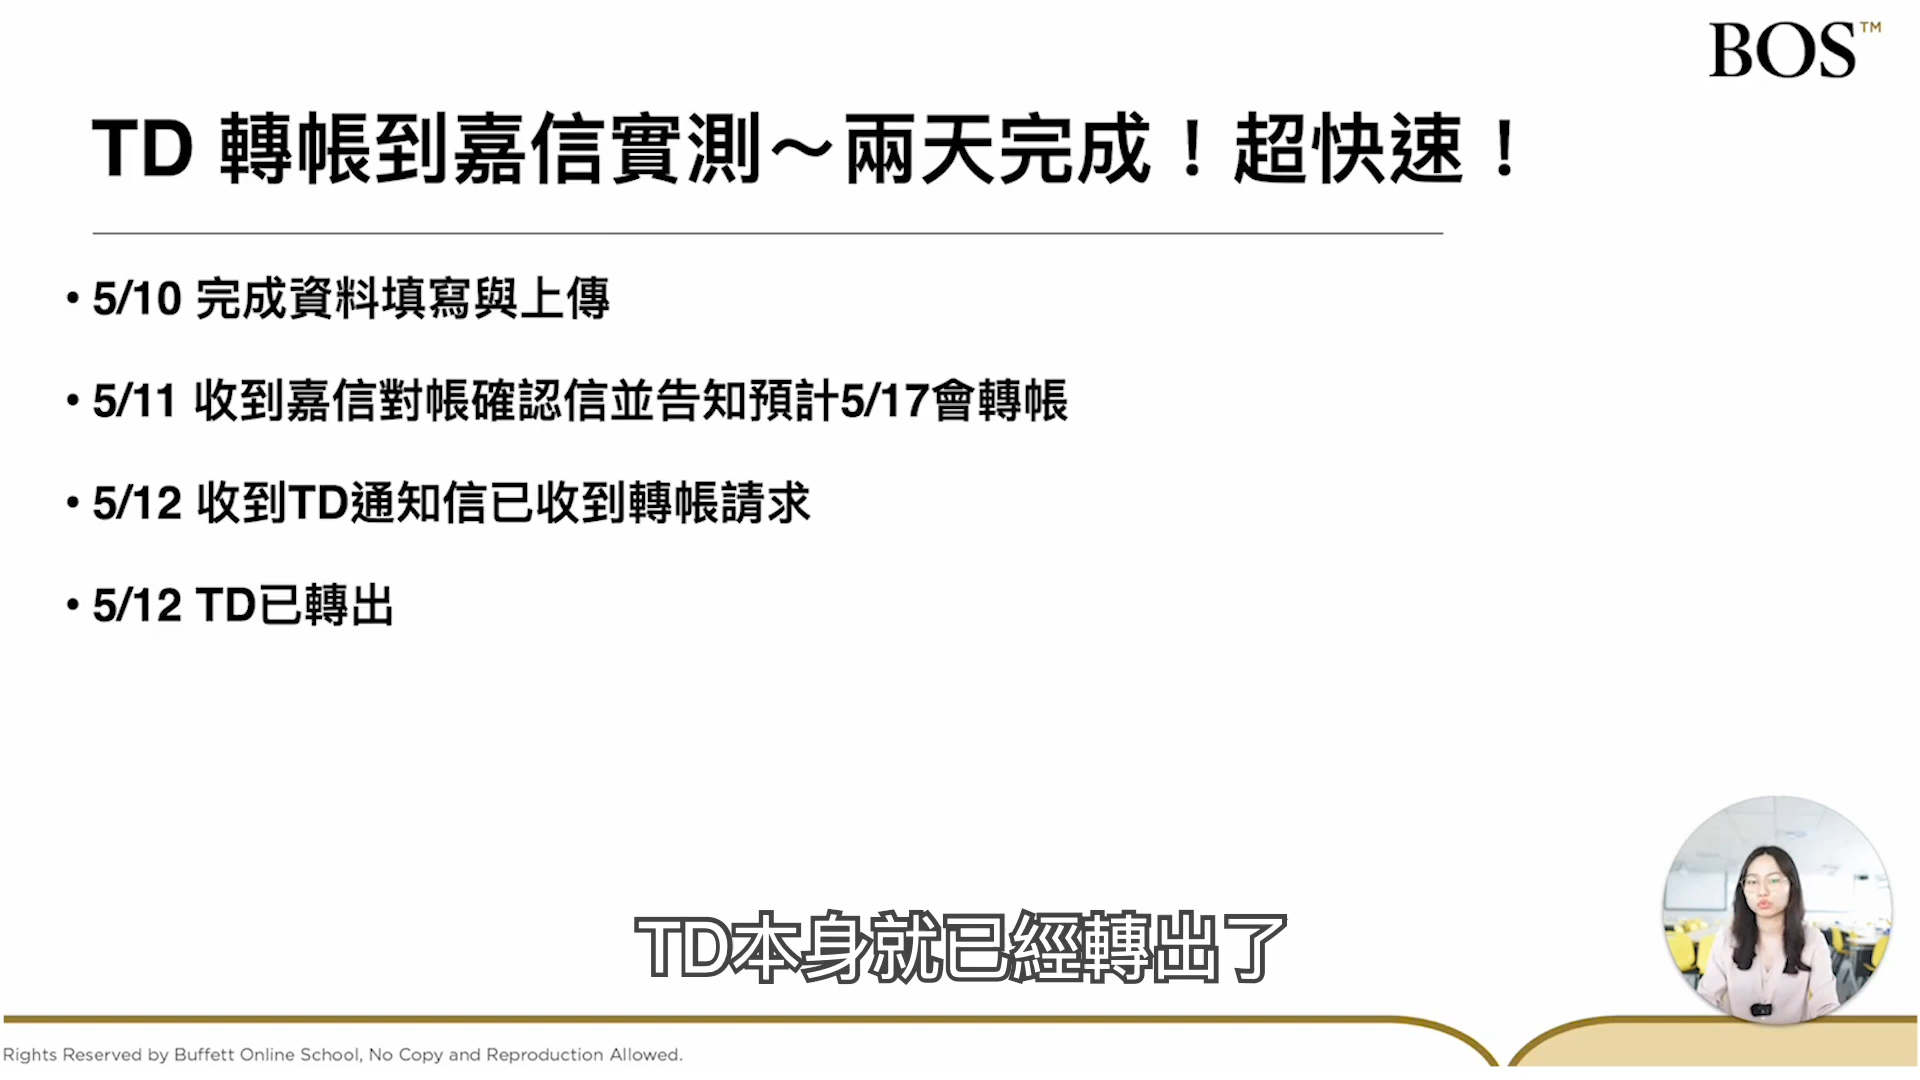 BOS™
TD 轉帳到嘉信實測～兩天完成！超快速！
• 5/10 完成資料填寫與上傳
• 5/11 收到嘉信對帳確認信並告知預計5/17會轉帳
• 5/12 收到TD通知信已收到轉帳請求
• 5/12 TD已轉出
TD本身就已經轉出了
Rights Reserved by Buffett Online School, No Copy and Reproduction Allowed.